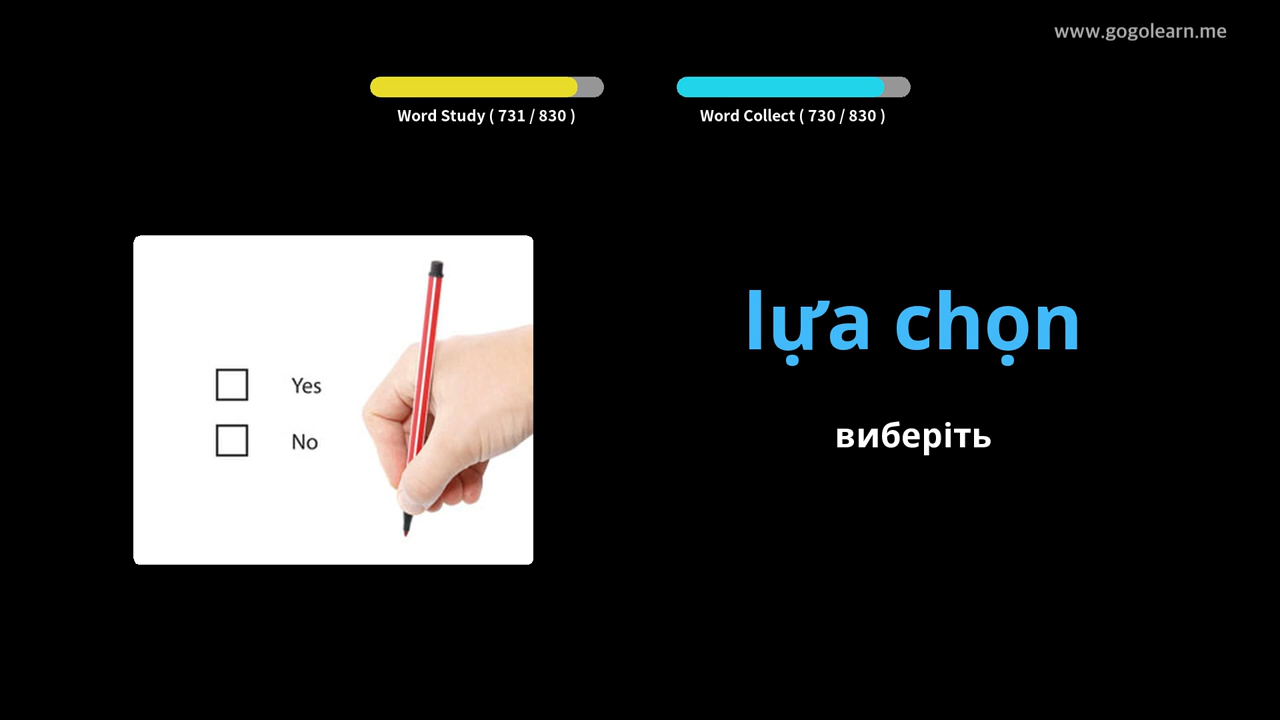 www.gogolearn.me
Word Study ( 731 / 830 )
Word Collect ( 730 / 830 )
Yes
No
lựa chọn
виберіть